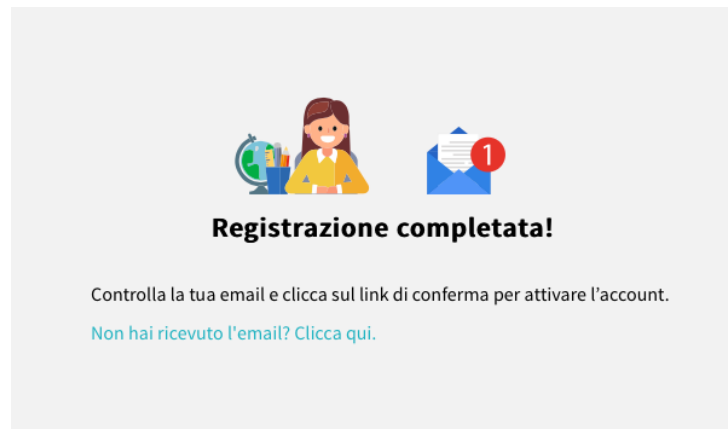 1
Registrazione completata!
Controlla la tua email e clicca sul link di conferma per attivare l’account.
Non hai ricevuto l'email? Clicca qui.